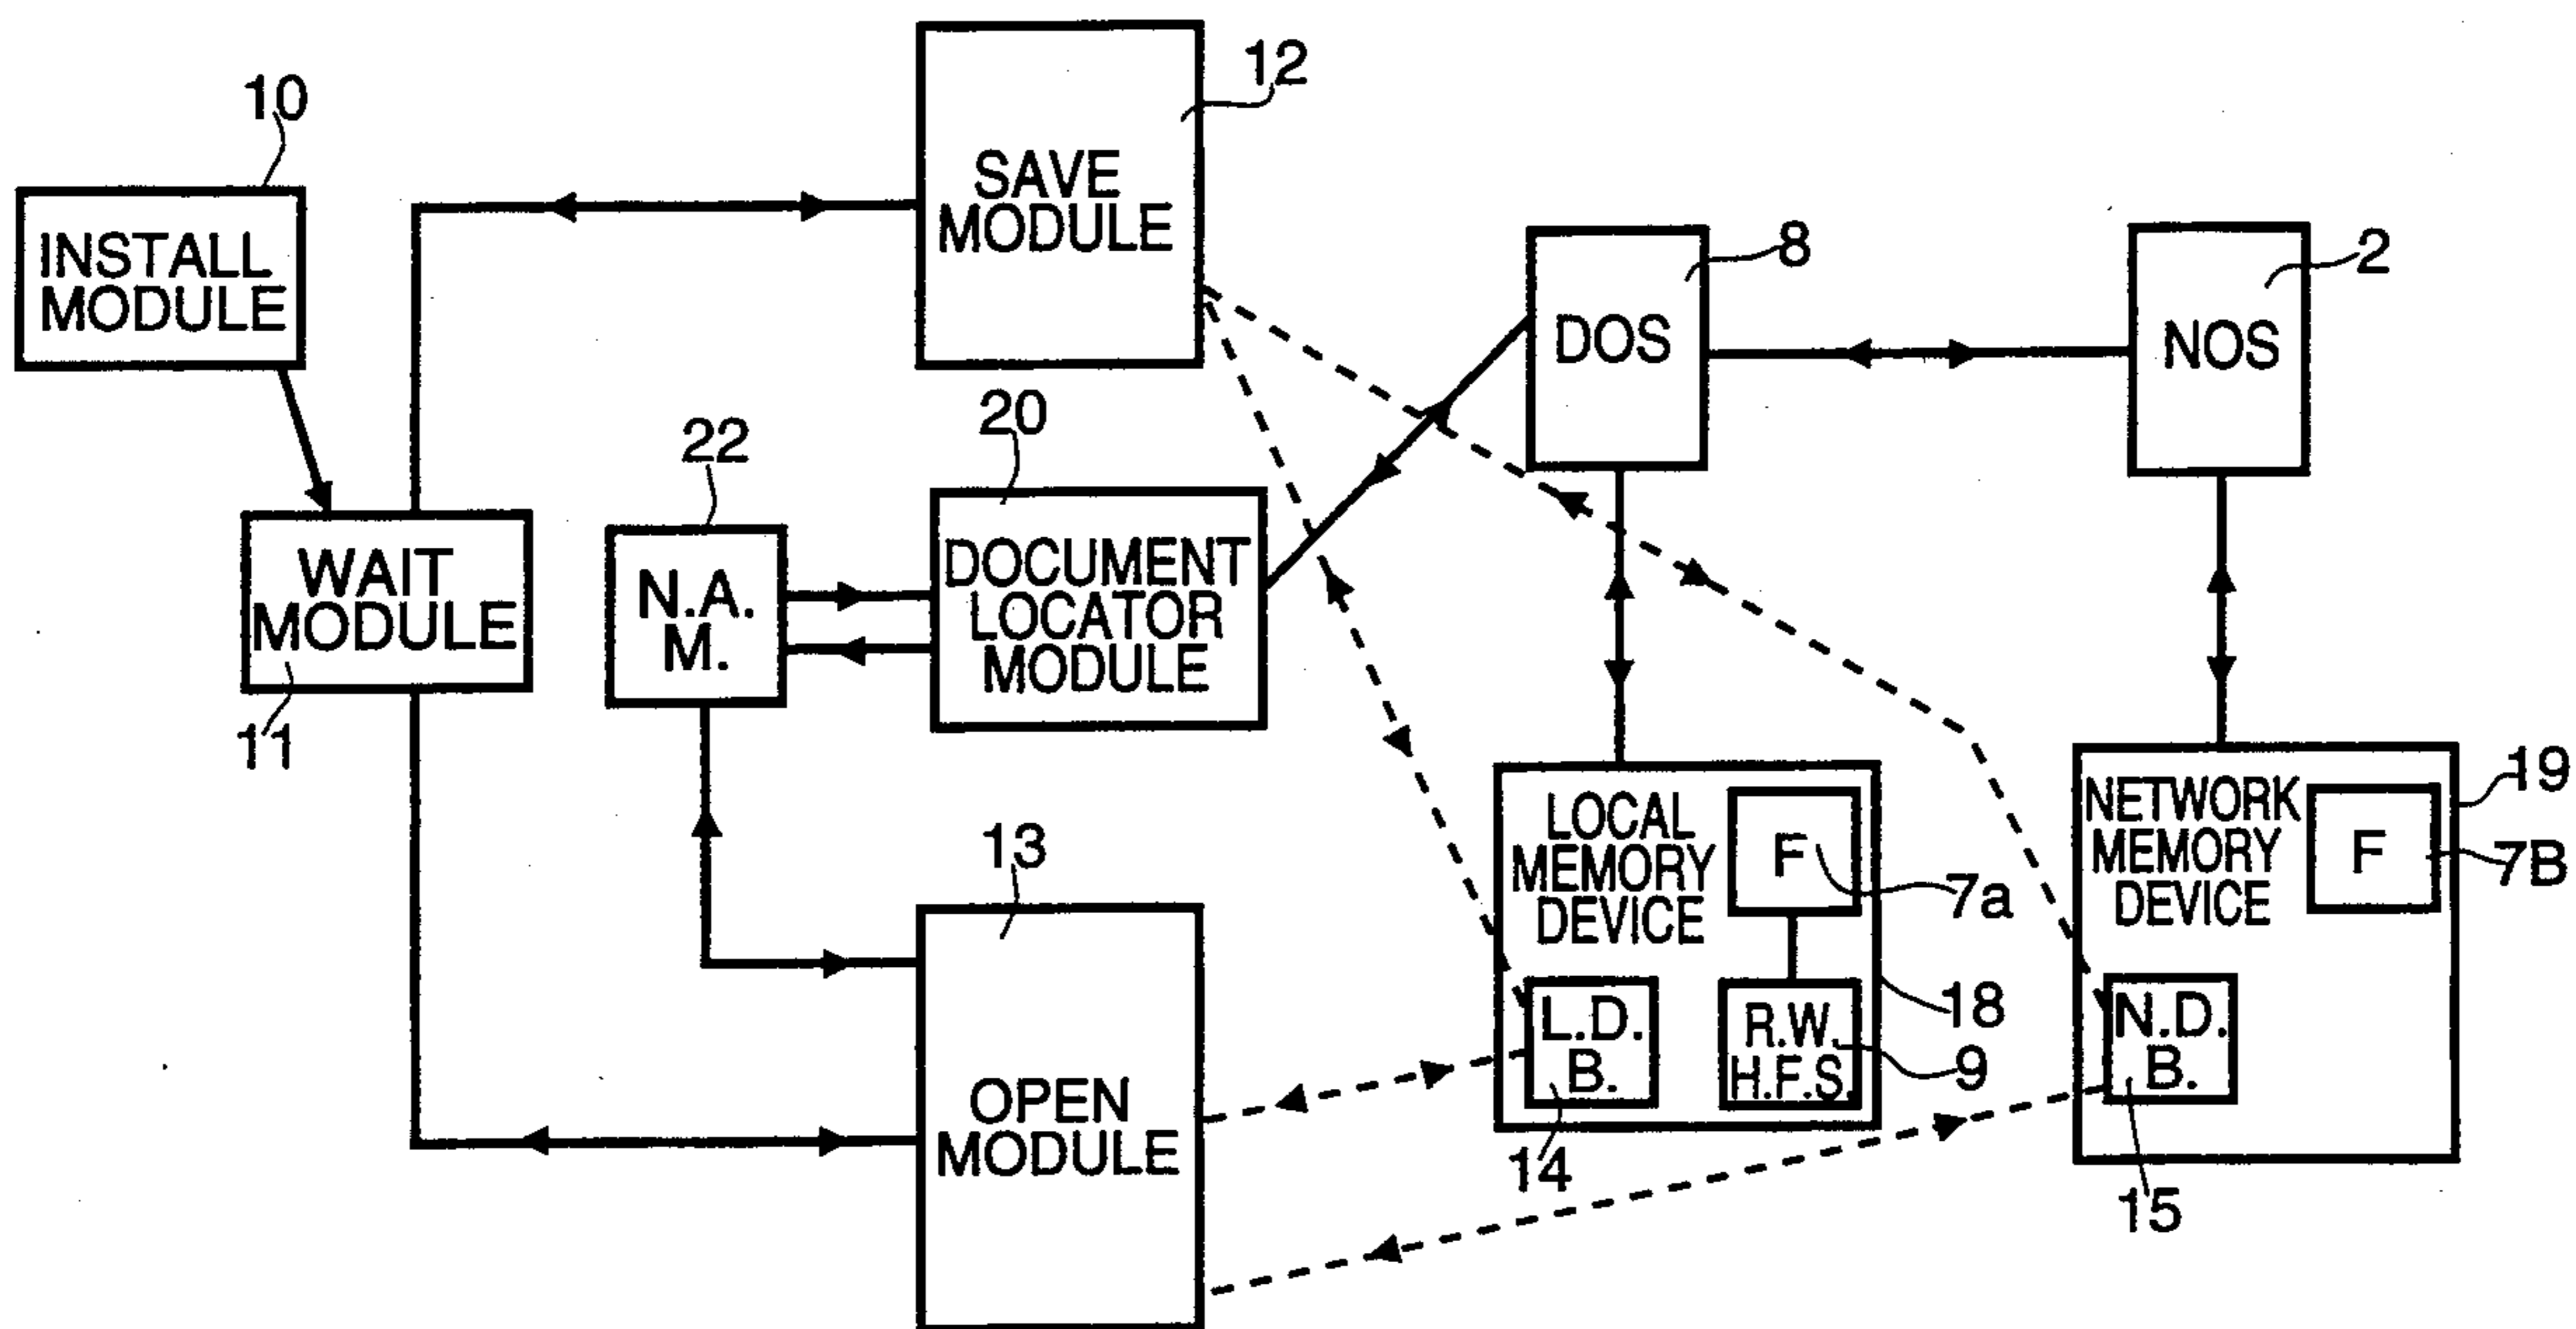 10
INSTALL
MODULE
12
SAVE
MODULE
8
DOS
2
NOS
WAIT
MODULE
11
22
N.A.
M.
20
DOCUMENT
LOCATOR
MODULE
13
OPEN
MODULE
LOCAL
MEMORY
DEVICE
F
7a
L.D.
B.
14
R.W.
H.F.S.
9
18
NETWORK
MEMORY
DEVICE
F
7B
19
N.D.
B.
15